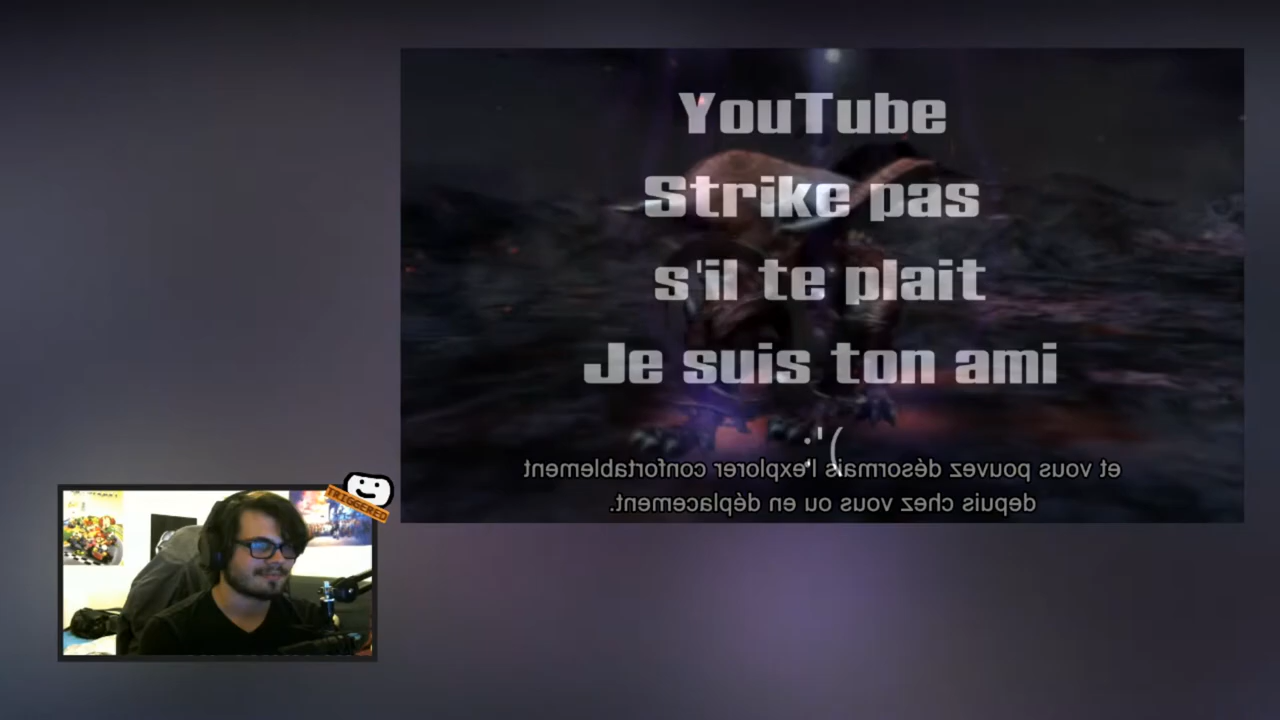 YouTube
Strike pas
s'il te plait
Je suis ton ami
:')
et vous pouvez désormais l'explorer confortablement
depuis chez vous ou en déplacement.
TRIGGERED